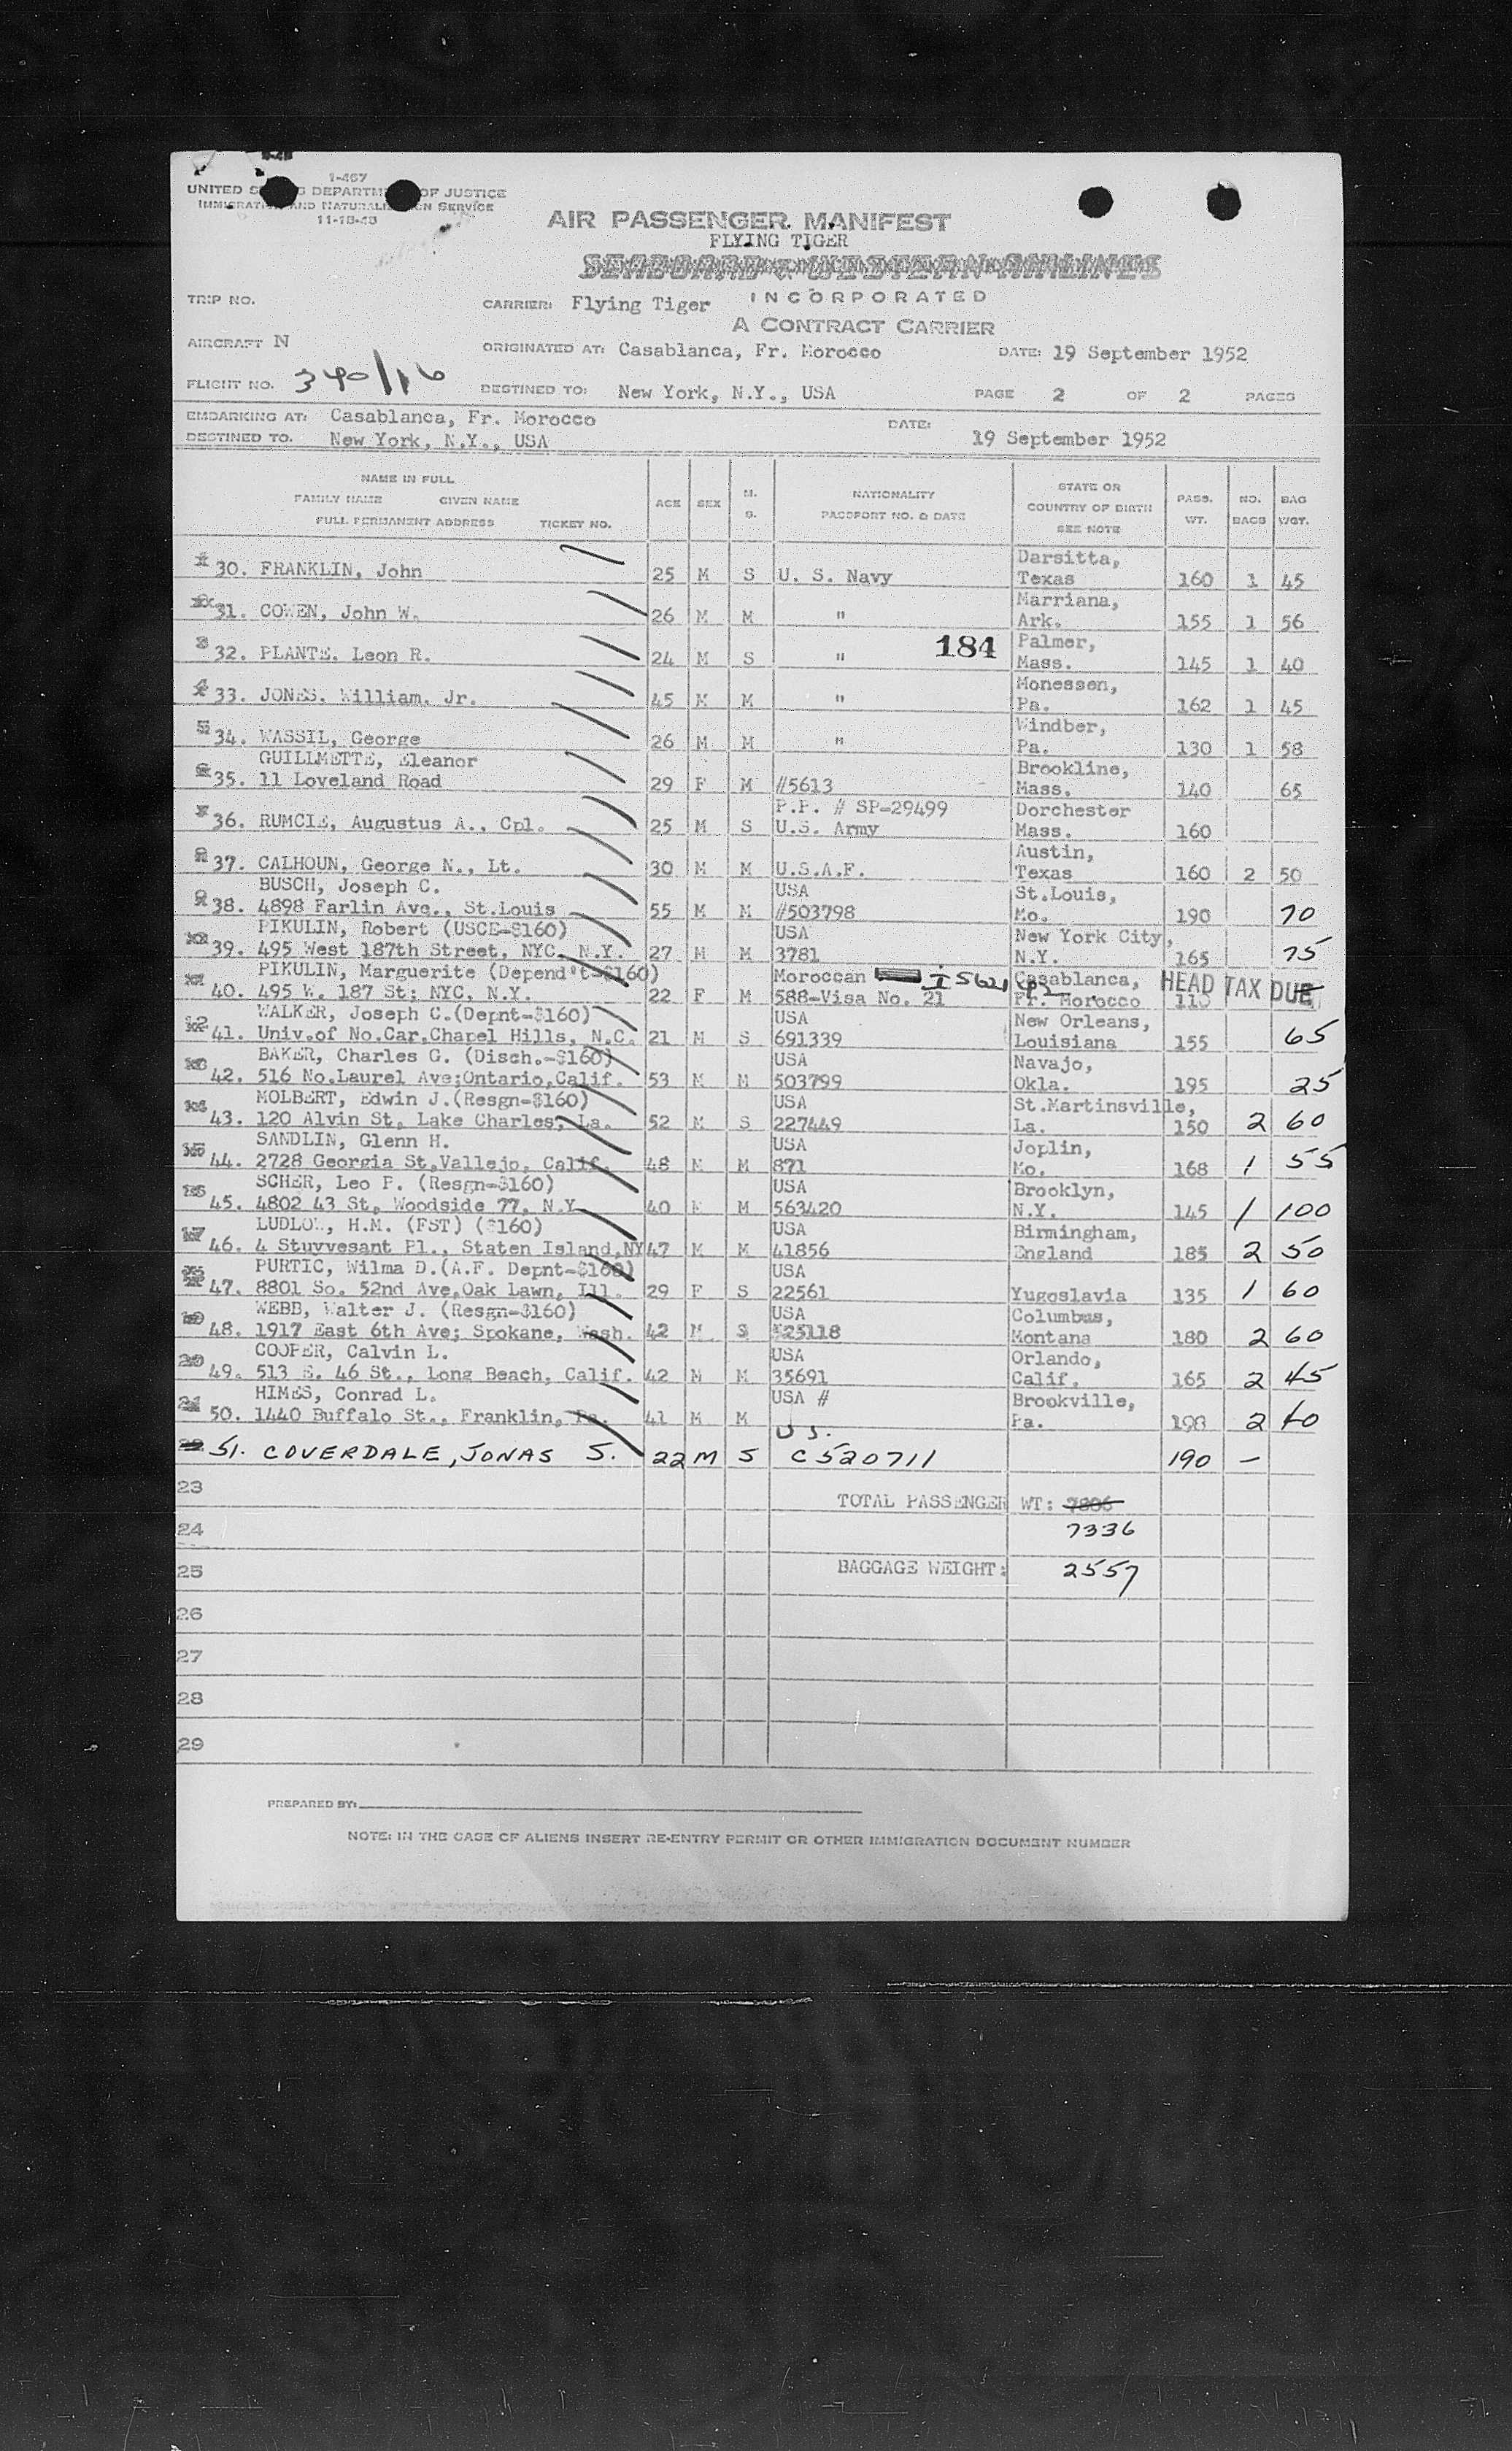 1-467
UNITED STATES DEPARTMENT OF JUSTICE
IMMIGRATION AND NATURALIZATION SERVICE
11-18-48
AIR PASSENGER MANIFEST
FLYING TIGER
SEABOARD & WESTERN AIRLINES
INCORPORATED
A CONTRACT CARRIER
TRIP NO.
CARRIER: Flying Tiger
AIRCRAFT N
ORIGINATED AT: Casablanca, Fr. Morocco DATE: 19 September 1952
FLIGHT NO. 340/16 DESTINED TO: New York, N.Y., USA PAGE 2 OF 2 PAGES
EMBARKING AT: Casablanca, Fr. Morocco DATE:
DESTINED TO. New York, N.Y., USA 19 September 1952
NAME IN FULL
FAMILY NAME GIVEN NAME
FULL PERMANENT ADDRESS TICKET NO.
AGE SEX M. S. NATIONALITY PASSPORT NO. & DATE STATE OR COUNTRY OF BIRTH SEE NOTE PASS. WT. NO. BAGS BAG WGT.
Darsitta,
30. FRANKLIN, John 25 M S U. S. Navy Texas 160 1 45
Marriana,
31. COWEN, John W. 26 M M " Ark. 155 1 56
184 Palmer,
32. PLANTE. Leon R. 24 M S " Mass. 145 1 40
Monessen,
33. JONES. William. Jr. 45 M M " Pa. 162 1 45
Windber,
34. WASSIL, George 26 M M " Pa. 130 1 58
GUILLMETTE, Eleanor Brookline,
35. 11 Loveland Road 29 F M #5613 Mass. 140 65
P.P. # SP-29499 Dorchester
36. RUMCIE, Augustus A., Cpl. 25 M S U.S. Army Mass. 160
Austin,
37. CALHOUN, George N., Lt. 30 M M U.S.A.F. Texas 160 2 50
BUSCH, Joseph C. USA St.Louis,
38. 4898 Farlin Ave., St.Louis 55 M M #503798 Mo. 190 70
PIKULIN, Robert (USCE-$160) USA New York City,
39. 495 West 187th Street, NYC, N.Y. 27 M M 3781 N.Y. 165 75
PIKULIN, Marguerite (Depend't-$160) Moroccan I 5621 Casablanca, HEAD TAX DUE
40. 495 W. 187 St; NYC, N.Y. 22 F M 588-Visa No. 21 Fr. Morocco 110
WALKER, Joseph C.(Depnt-$160) USA New Orleans,
41. Univ.of No.Car,Chapel Hills, N.C. 21 M S 691339 Louisiana 155 65
BAKER, Charles G. (Disch.-$160) USA Navajo,
42. 516 No.Laurel Ave;Ontario,Calif. 53 M M 503799 Okla. 195 25
MOLBERT, Edwin J.(Resgn-$160) USA St.Martinsville,
43. 120 Alvin St, Lake Charles, La. 52 M S 227449 La. 150 2 60
SANDLIN, Glenn H. USA Joplin,
44. 2728 Georgia St,Vallejo, Calif. 48 M M 871 Mo. 168 1 55
SCHER, Leo P. (Resgn-$160) USA Brooklyn,
45. 4802 43 St, Woodside 77, N.Y. 40 M M 563420 N.Y. 145 1 100
LUDLOW, H.M. (FST) ($160) USA Birmingham,
46. 4 Stuyvesant Pl., Staten Island,NY 47 M M 41856 England 185 2 50
PURTIC, Wilma D.(A.F. Depnt-$160) USA
47. 8801 So. 52nd Ave,Oak Lawn, Ill. 29 F S 22561 Yugoslavia 135 1 60
WEBB, Walter J. (Resgn-$160) USA Columbus,
48. 1917 East 6th Ave; Spokane, Wash. 42 M S 525118 Montana 180 2 60
COOPER, Calvin L. USA Orlando,
49. 513 E. 46 St., Long Beach, Calif. 42 M M 35691 Calif. 165 2 45
HIMES, Conrad L. USA # Brookville,
50. 1440 Buffalo St., Franklin, Pa. 41 M M Pa. 198 2 60
U S.
51. COVERDALE, JONAS S. 22 M S C520711 190 —
23 TOTAL PASSENGER WT: 7806
24 7336
25 BAGGAGE WEIGHT: 2557
26
27
28
29
PREPARED BY:
NOTE: IN THE CASE OF ALIENS INSERT RE-ENTRY PERMIT OR OTHER IMMIGRATION DOCUMENT NUMBER